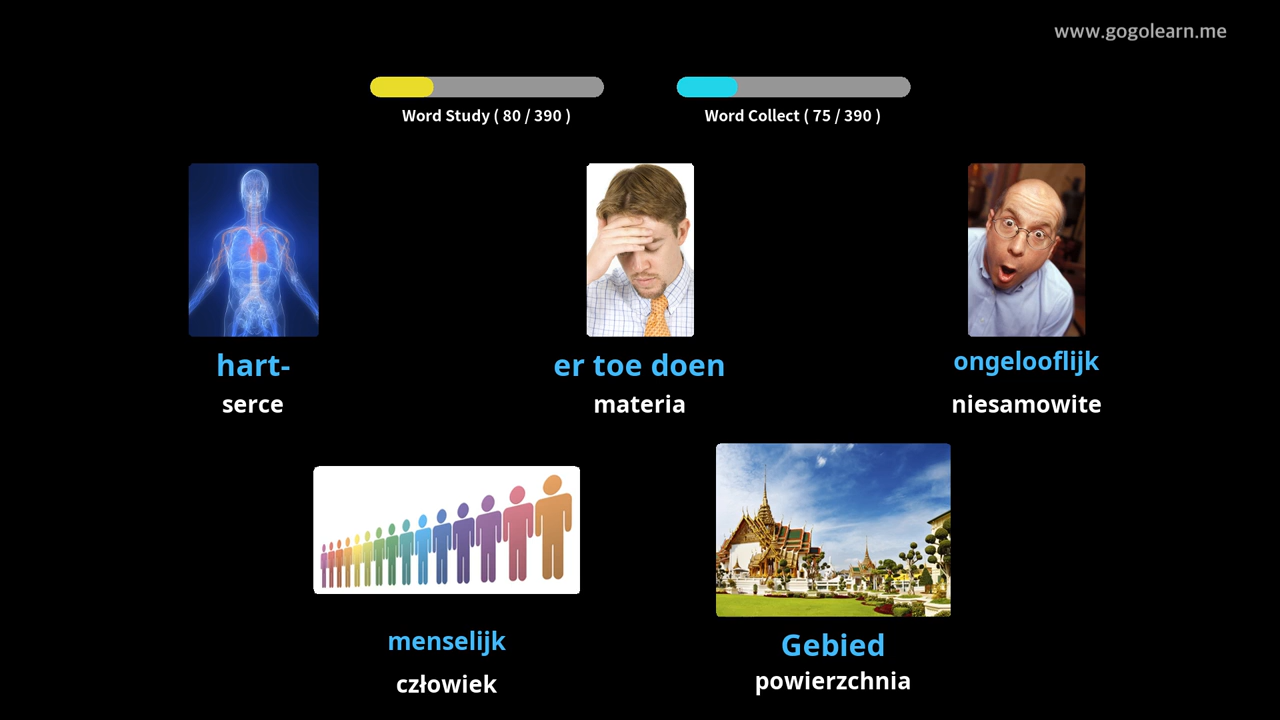 www.gogolearn.me
Word Study ( 80 / 390 )
Word Collect ( 75 / 390 )
hart-
serce
er toe doen
materia
ongelooflijk
niesamowite
menselijk
człowiek
Gebied
powierzchnia